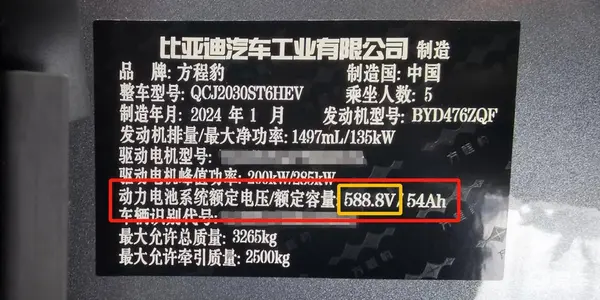 比亚迪汽车工业有限公司 制造
品 牌: 方程豹 制造国: 中国
整车型号: QCJ2030ST6HEV 乘坐人数: 5
制造年月: 2024 年 1 月 发动机型号: BYD476ZQF
发动机排量/最大净功率: 1497mL/135kW
驱动电机型号:
驱动电机峰值功率: 200kW/285kW
动力电池系统额定电压/额定容量: 588.8V/ 54Ah
车辆识别代号:
最大允许总质量: 3265kg
最大允许牵引质量: 2500kg